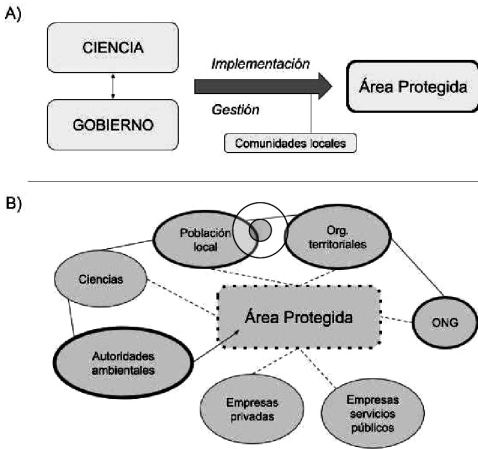 A)
CIENCIA
GOBIERNO
Implementación
Gestión
Comunidades locales
Área Protegida
B)
Población
local
Org.
territoriales
Ciencias
Área Protegida
ONG
Autoridades
ambientales
Empresas
privadas
Empresas
servicios
públicos